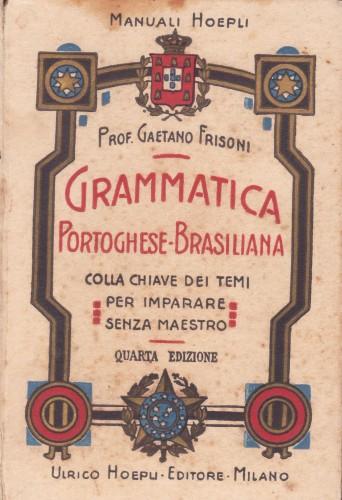 MANUALI HOEPLI
PROF. GAETANO FRISONI
GRAMMATICA
PORTOGHESE-BRASILIANA
COLLA CHIAVE DEI TEMI
PER IMPARARE
SENZA MAESTRO
QUARTA EDIZIONE
ULRICO HOEPLI-EDITORE-MILANO